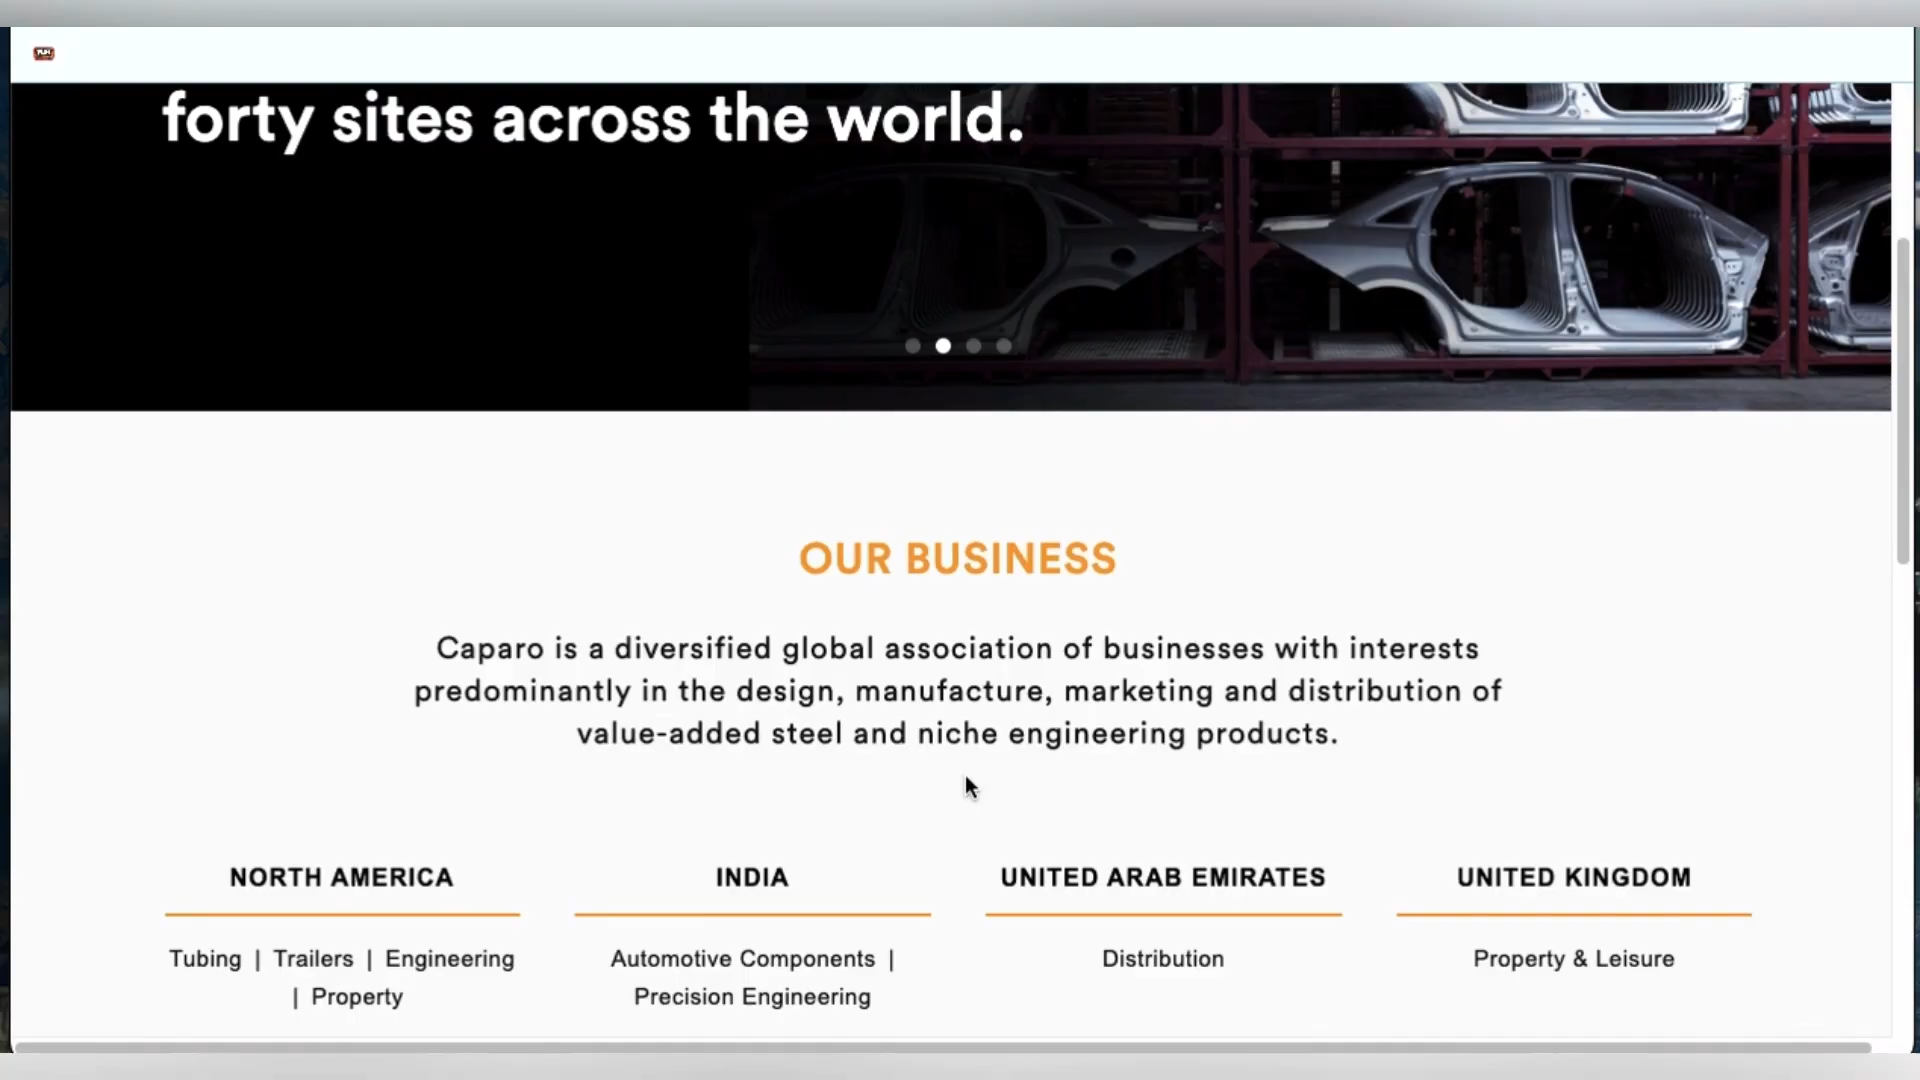 forty sites across the world.
OUR BUSINESS
Caparo is a diversified global association of businesses with interests
predominantly in the design, manufacture, marketing and distribution of
value-added steel and niche engineering products.
NORTH AMERICA
Tubing | Trailers | Engineering
| Property
INDIA
Automotive Components |
Precision Engineering
UNITED ARAB EMIRATES
Distribution
UNITED KINGDOM
Property & Leisure